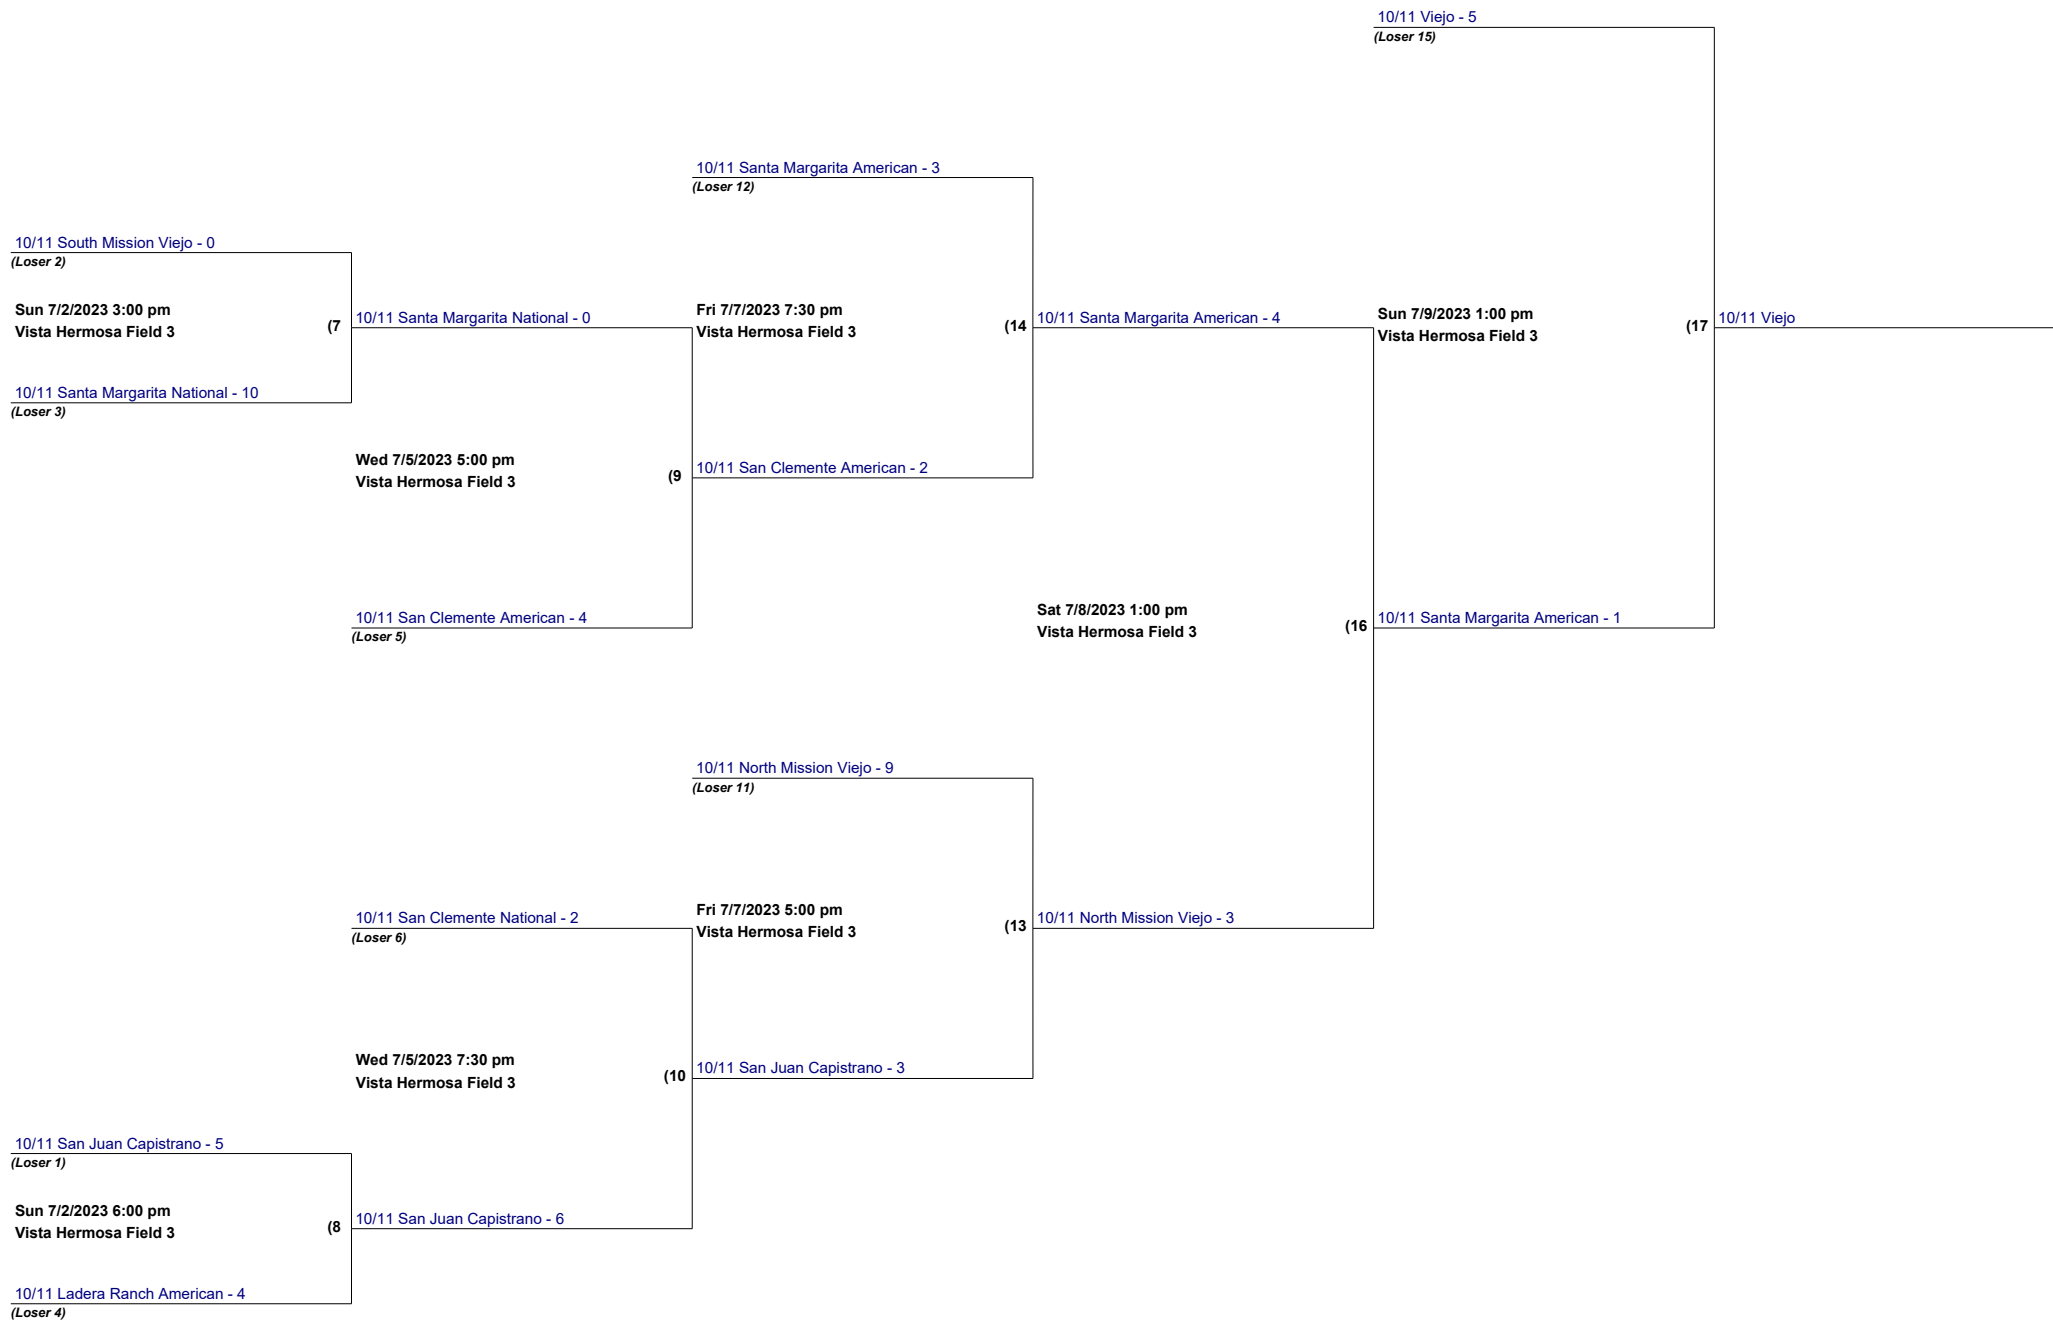 10/11 Viejo - 5
(Loser 15)
10/11 Santa Margarita American - 3
(Loser 12)
10/11 South Mission Viejo - 0
(Loser 2)
Sun 7/2/2023 3:00 pm
Vista Hermosa Field 3
(7
10/11 Santa Margarita National - 0
Fri 7/7/2023 7:30 pm
Vista Hermosa Field 3
(14
10/11 Santa Margarita American - 4
Sun 7/9/2023 1:00 pm
Vista Hermosa Field 3
(17
10/11 Viejo
10/11 Santa Margarita National - 10
(Loser 3)
Wed 7/5/2023 5:00 pm
Vista Hermosa Field 3
(9
10/11 San Clemente American - 2
10/11 San Clemente American - 4
(Loser 5)
Sat 7/8/2023 1:00 pm
Vista Hermosa Field 3
(16
10/11 Santa Margarita American - 1
10/11 North Mission Viejo - 9
(Loser 11)
10/11 San Clemente National - 2
(Loser 6)
Fri 7/7/2023 5:00 pm
Vista Hermosa Field 3
(13
10/11 North Mission Viejo - 3
Wed 7/5/2023 7:30 pm
Vista Hermosa Field 3
(10
10/11 San Juan Capistrano - 3
10/11 San Juan Capistrano - 5
(Loser 1)
Sun 7/2/2023 6:00 pm
Vista Hermosa Field 3
(8
10/11 San Juan Capistrano - 6
10/11 Ladera Ranch American - 4
(Loser 4)